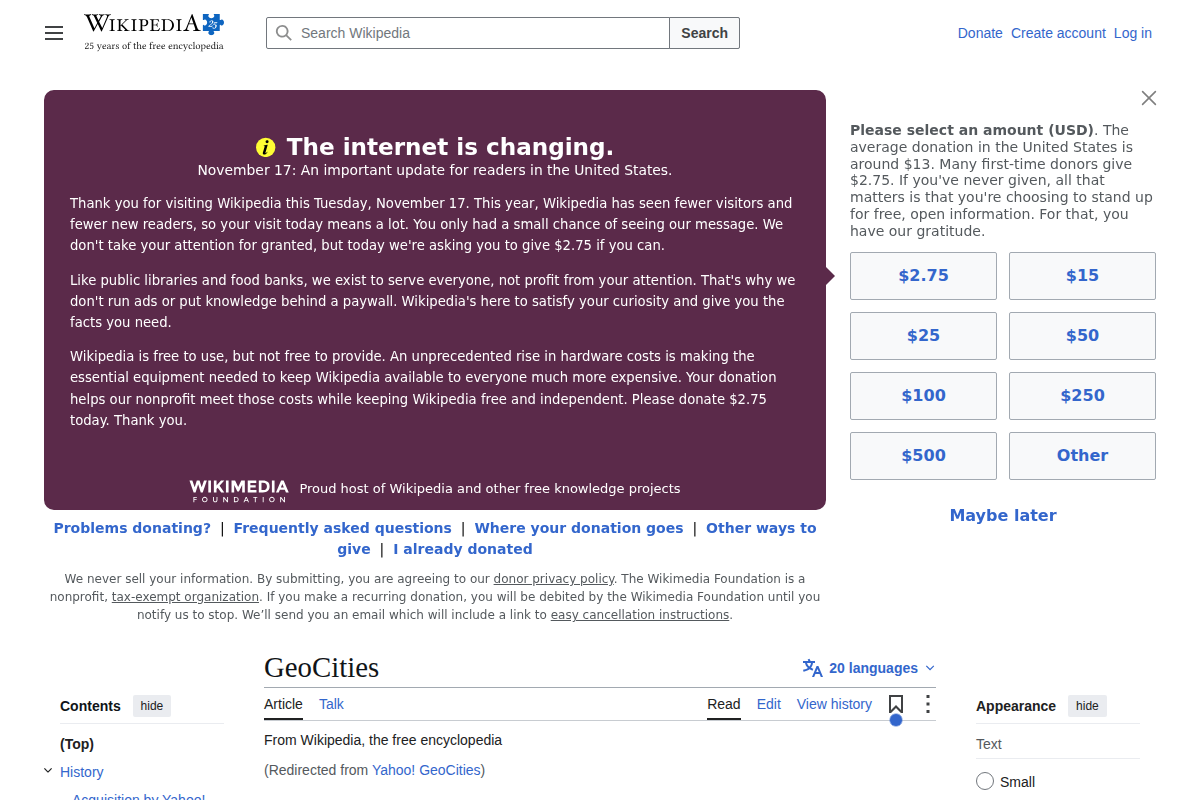 WIKIPEDIA 25
25 years of the free encyclopedia
Search Wikipedia
Search
Donate Create account Log in
i The internet is changing.
November 17: An important update for readers in the United States.
Thank you for visiting Wikipedia this Tuesday, November 17. This year, Wikipedia has seen fewer visitors and
fewer new readers, so your visit today means a lot. You only had a small chance of seeing our message. We
don't take your attention for granted, but today we're asking you to give $2.75 if you can.
Like public libraries and food banks, we exist to serve everyone, not profit from your attention. That's why we
don't run ads or put knowledge behind a paywall. Wikipedia's here to satisfy your curiosity and give you the
facts you need.
Wikipedia is free to use, but not free to provide. An unprecedented rise in hardware costs is making the
essential equipment needed to keep Wikipedia available to everyone much more expensive. Your donation
helps our nonprofit meet those costs while keeping Wikipedia free and independent. Please donate $2.75
today. Thank you.
WIKIMEDIA
FOUNDATION
Proud host of Wikipedia and other free knowledge projects
Please select an amount (USD). The
average donation in the United States is
around $13. Many first-time donors give
$2.75. If you've never given, all that
matters is that you're choosing to stand up
for free, open information. For that, you
have our gratitude.
$2.75 $15
$25 $50
$100 $250
$500 Other
Maybe later
Problems donating? | Frequently asked questions | Where your donation goes | Other ways to
give | I already donated
We never sell your information. By submitting, you are agreeing to our donor privacy policy. The Wikimedia Foundation is a
nonprofit, tax-exempt organization. If you make a recurring donation, you will be debited by the Wikimedia Foundation until you
notify us to stop. We’ll send you an email which will include a link to easy cancellation instructions.
GeoCities
20 languages
Contents hide
(Top)
History
Acquisition by Yahoo!
Article Talk
Read Edit View history
From Wikipedia, the free encyclopedia
(Redirected from Yahoo! GeoCities)
Appearance hide
Text
Small